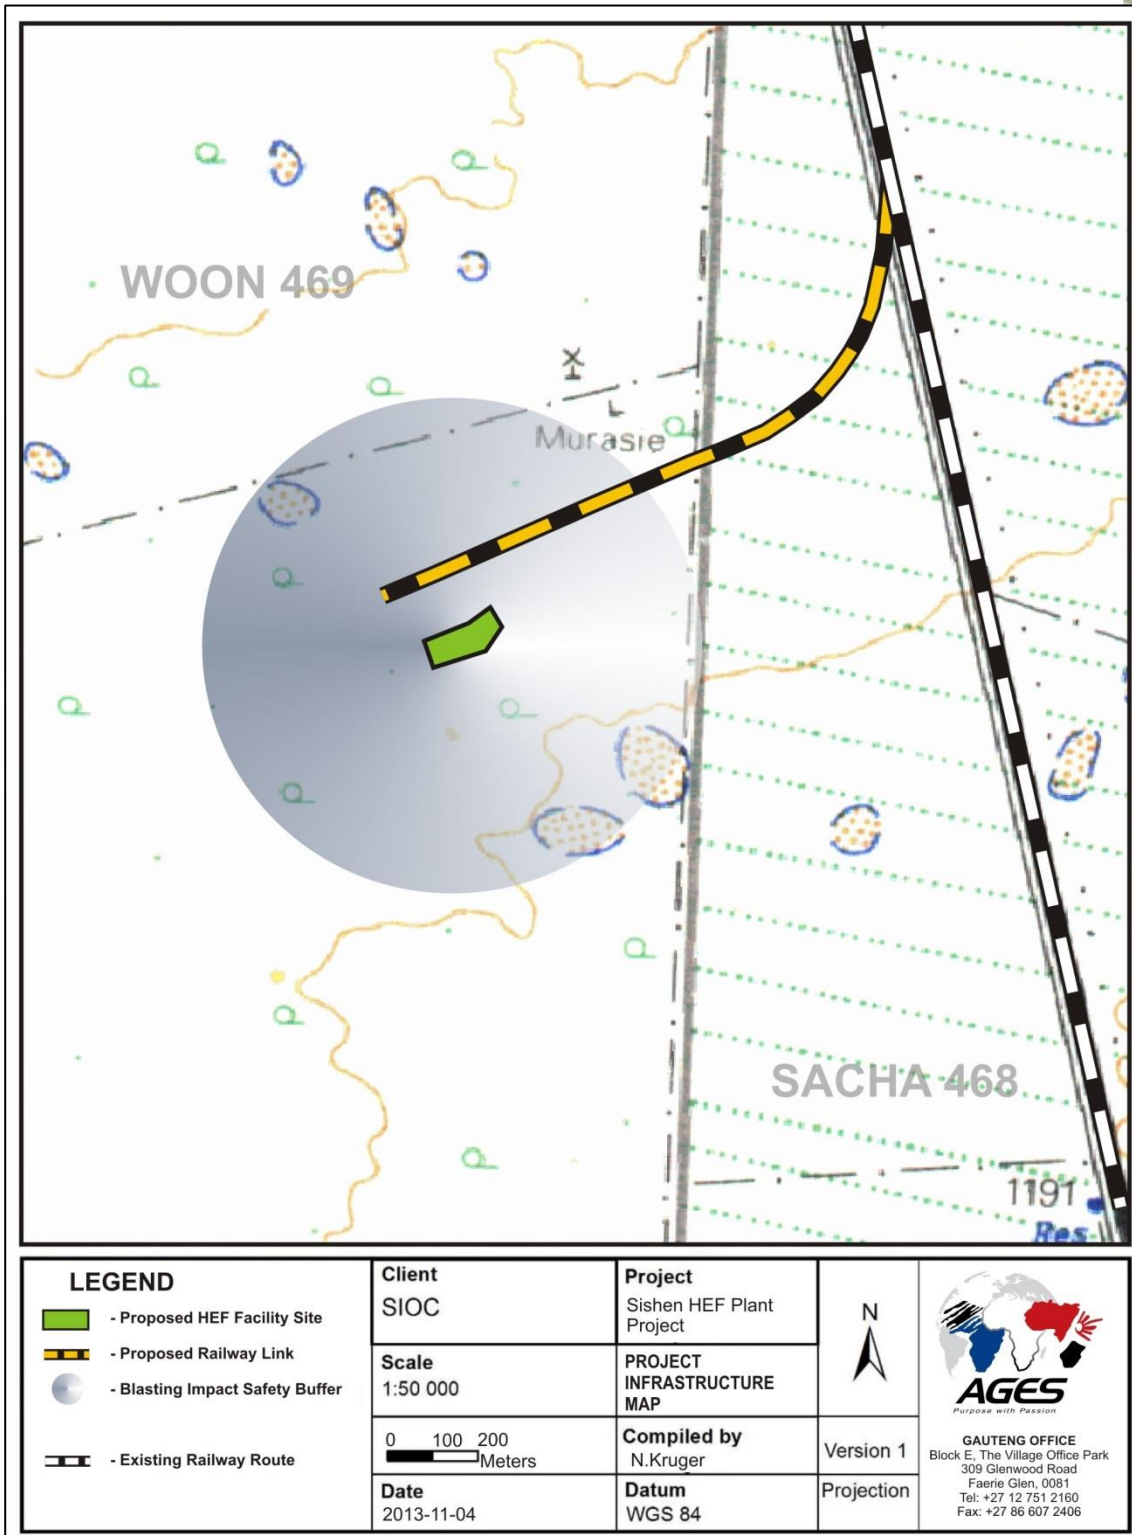 WOON 469
Murasie
SACHA 468
1191
Res
LEGEND
- Proposed HEF Facility Site
- Proposed Railway Link
- Blasting Impact Safety Buffer
- Existing Railway Route
Client
SIOC
Project
Sishen HEF Plant
Project
Scale
1:50 000
PROJECT
INFRASTRUCTURE
MAP
0 100 200
Meters
Compiled by
N.Kruger
Date
2013-11-04
Datum
WGS 84
N
Version 1
Projection
AGES
Purpose with Passion
GAUTENG OFFICE
Block E, The Village Office Park
309 Glenwood Road
Faerie Glen, 0081
Tel: +27 12 751 2160
Fax: +27 86 607 2406